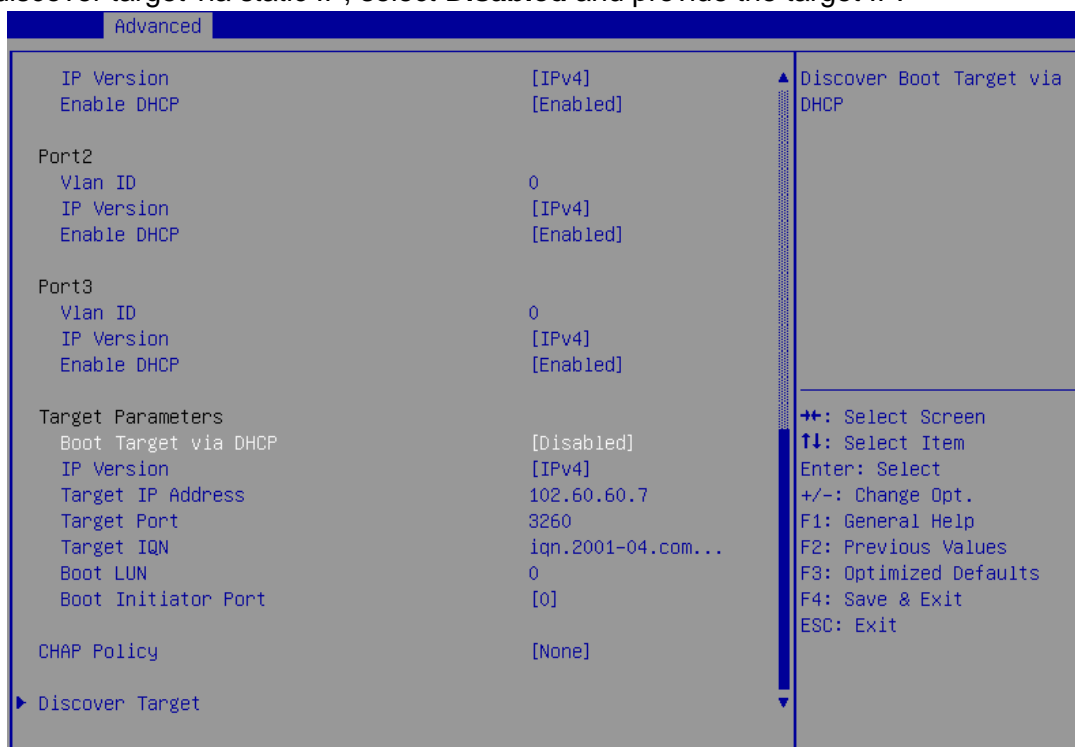 discover target via static IP, select Disabled and provide the target IP.
Advanced
IP Version [IPv4]
Enable DHCP [Enabled]
Port2
Vlan ID 0
IP Version [IPv4]
Enable DHCP [Enabled]
Port3
Vlan ID 0
IP Version [IPv4]
Enable DHCP [Enabled]
Target Parameters
Boot Target via DHCP [Disabled]
IP Version [IPv4]
Target IP Address 102.60.60.7
Target Port 3260
Target IQN iqn.2001-04.com...
Boot LUN 0
Boot Initiator Port [0]
CHAP Policy [None]
Discover Target
Discover Boot Target via
DHCP
→←: Select Screen
↑↓: Select Item
Enter: Select
+/-: Change Opt.
F1: General Help
F2: Previous Values
F3: Optimized Defaults
F4: Save & Exit
ESC: Exit